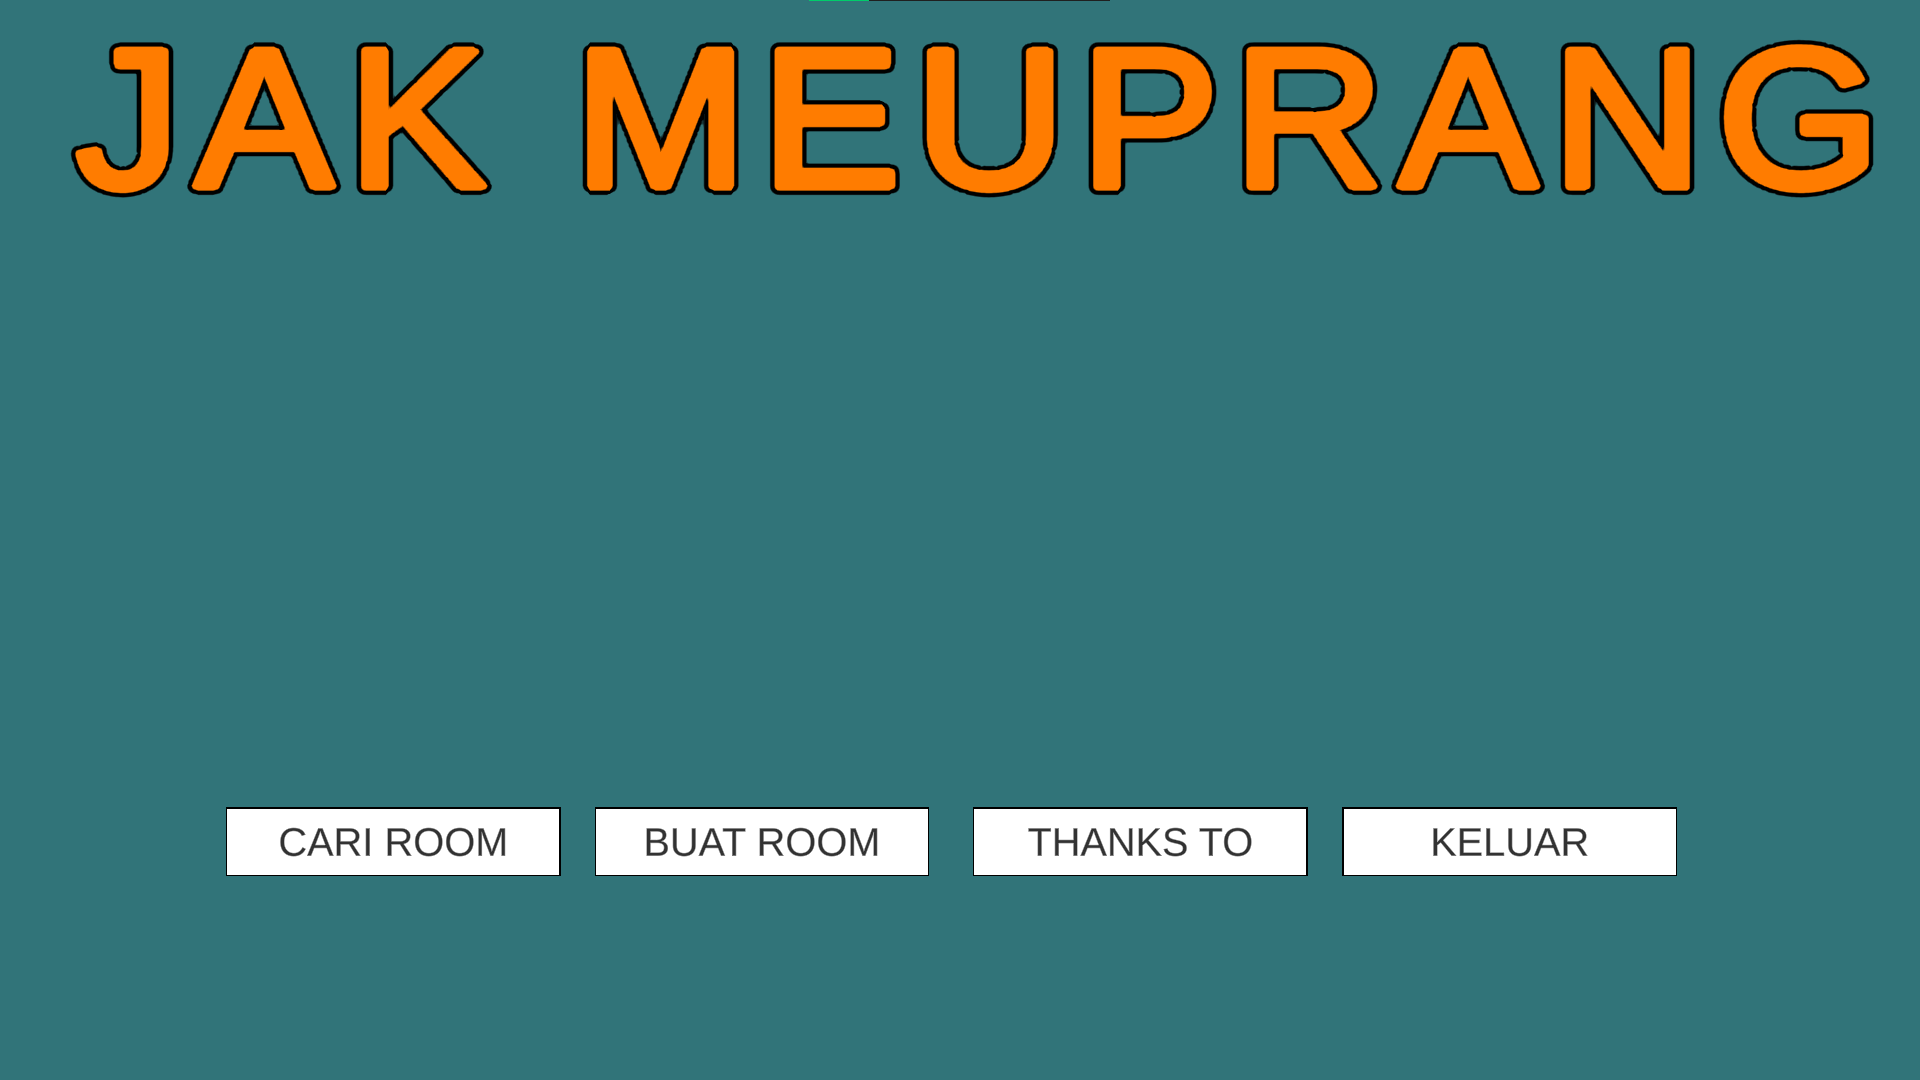 JAK MEUPRANG
CARI ROOM
BUAT ROOM
THANKS TO
KELUAR